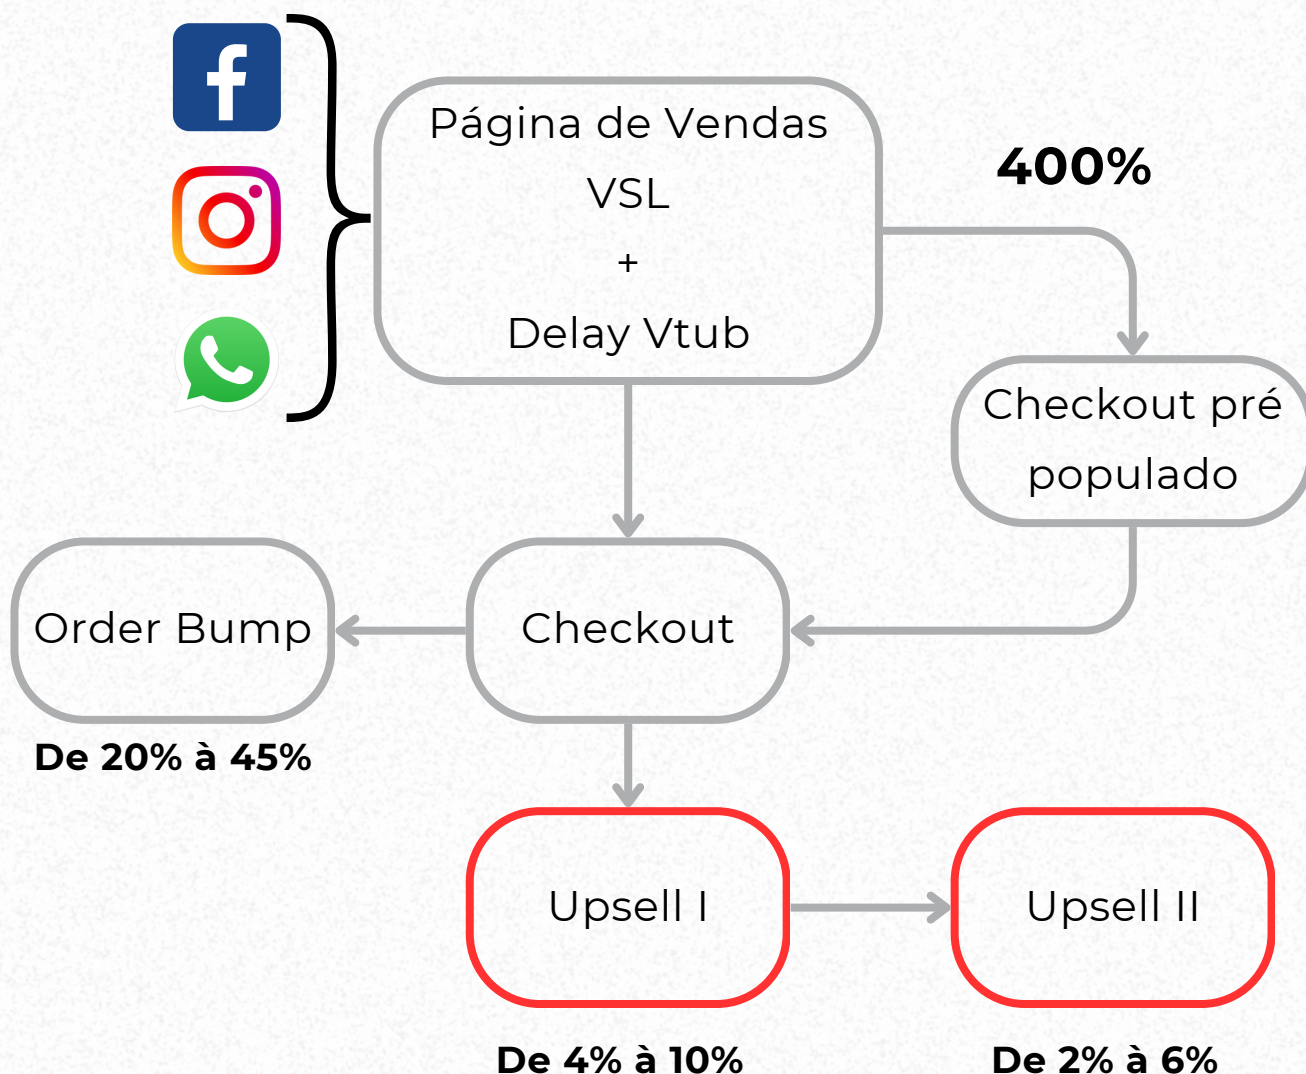 Página de Vendas
VSL
+
Delay Vtub
400%
Checkout pré
populado
Order Bump
Checkout
De 20% à 45%
Upsell I
Upsell II
De 4% à 10%
De 2% à 6%